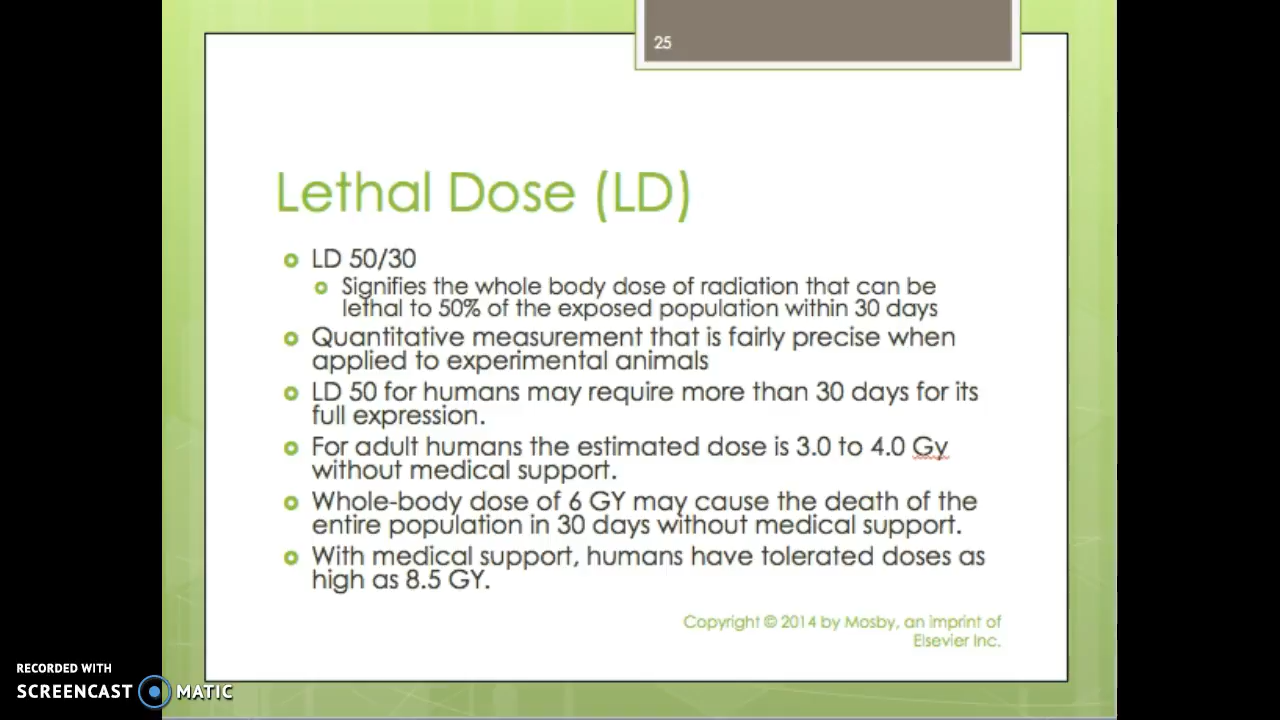 25
Lethal Dose (LD)
LD 50/30
Signifies the whole body dose of radiation that can be
lethal to 50% of the exposed population within 30 days
Quantitative measurement that is fairly precise when
applied to experimental animals
LD 50 for humans may require more than 30 days for its
full expression.
For adult humans the estimated dose is 3.0 to 4.0 Gy
without medical support.
Whole-body dose of 6 GY may cause the death of the
entire population in 30 days without medical support.
With medical support, humans have tolerated doses as
high as 8.5 GY.
Copyright © 2014 by Mosby, an imprint of
Elsevier Inc.
RECORDED WITH
SCREENCAST MATIC